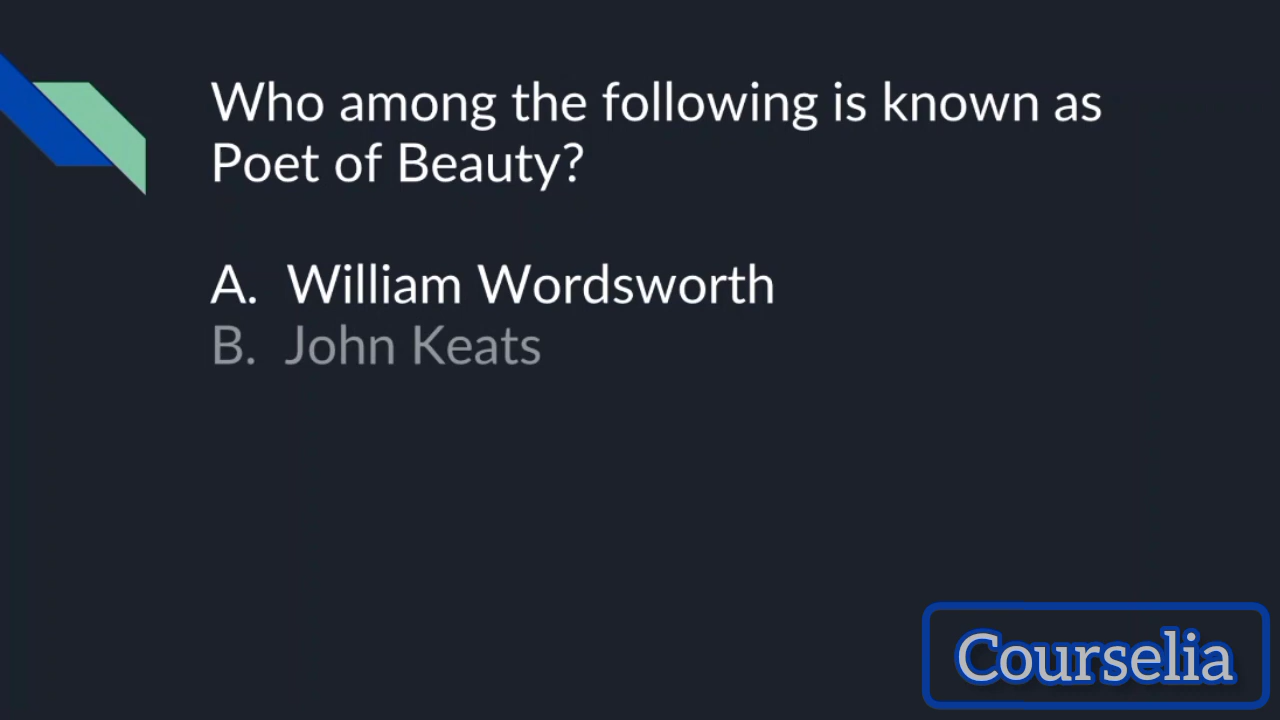 Who among the following is known as
Poet of Beauty?
A. William Wordsworth
B. John Keats
Courselia